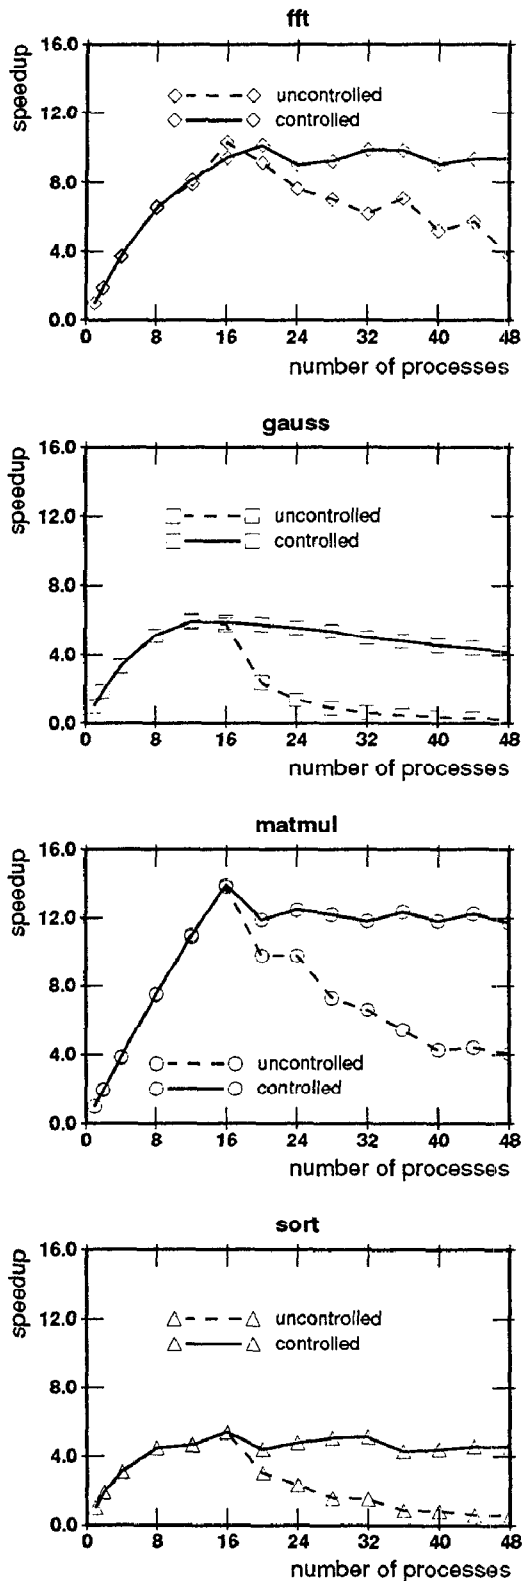 fft
speedup
16.0
12.0
8.0
4.0
0.0
uncontrolled
controlled
0 8 16 24 32 40 48
number of processes
gauss
speedup
16.0
12.0
8.0
4.0
0.0
uncontrolled
controlled
0 8 16 24 32 40 48
number of processes
matmul
speedup
16.0
12.0
8.0
4.0
0.0
uncontrolled
controlled
0 8 16 24 32 40 48
number of processes
sort
speedup
16.0
12.0
8.0
4.0
0.0
uncontrolled
controlled
0 8 16 24 32 40 48
number of processes